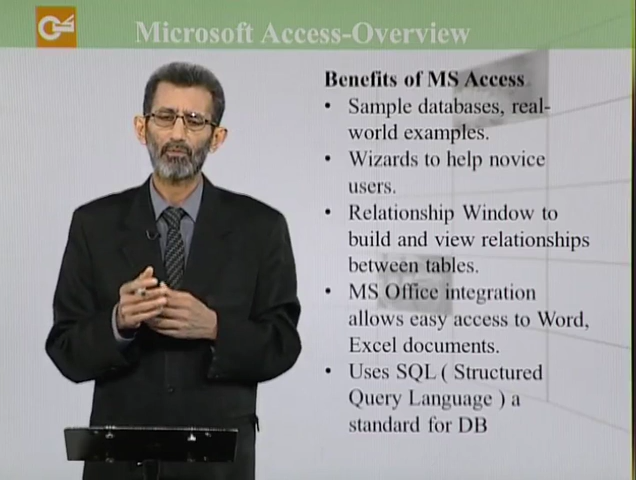 Microsoft Access-Overview
Benefits of MS Access
• Sample databases, real-
world examples.
• Wizards to help novice
users.
• Relationship Window to
build and view relationships
between tables.
• MS Office integration
allows easy access to Word,
Excel documents.
• Uses SQL ( Structured
Query Language ) a
standard for DB